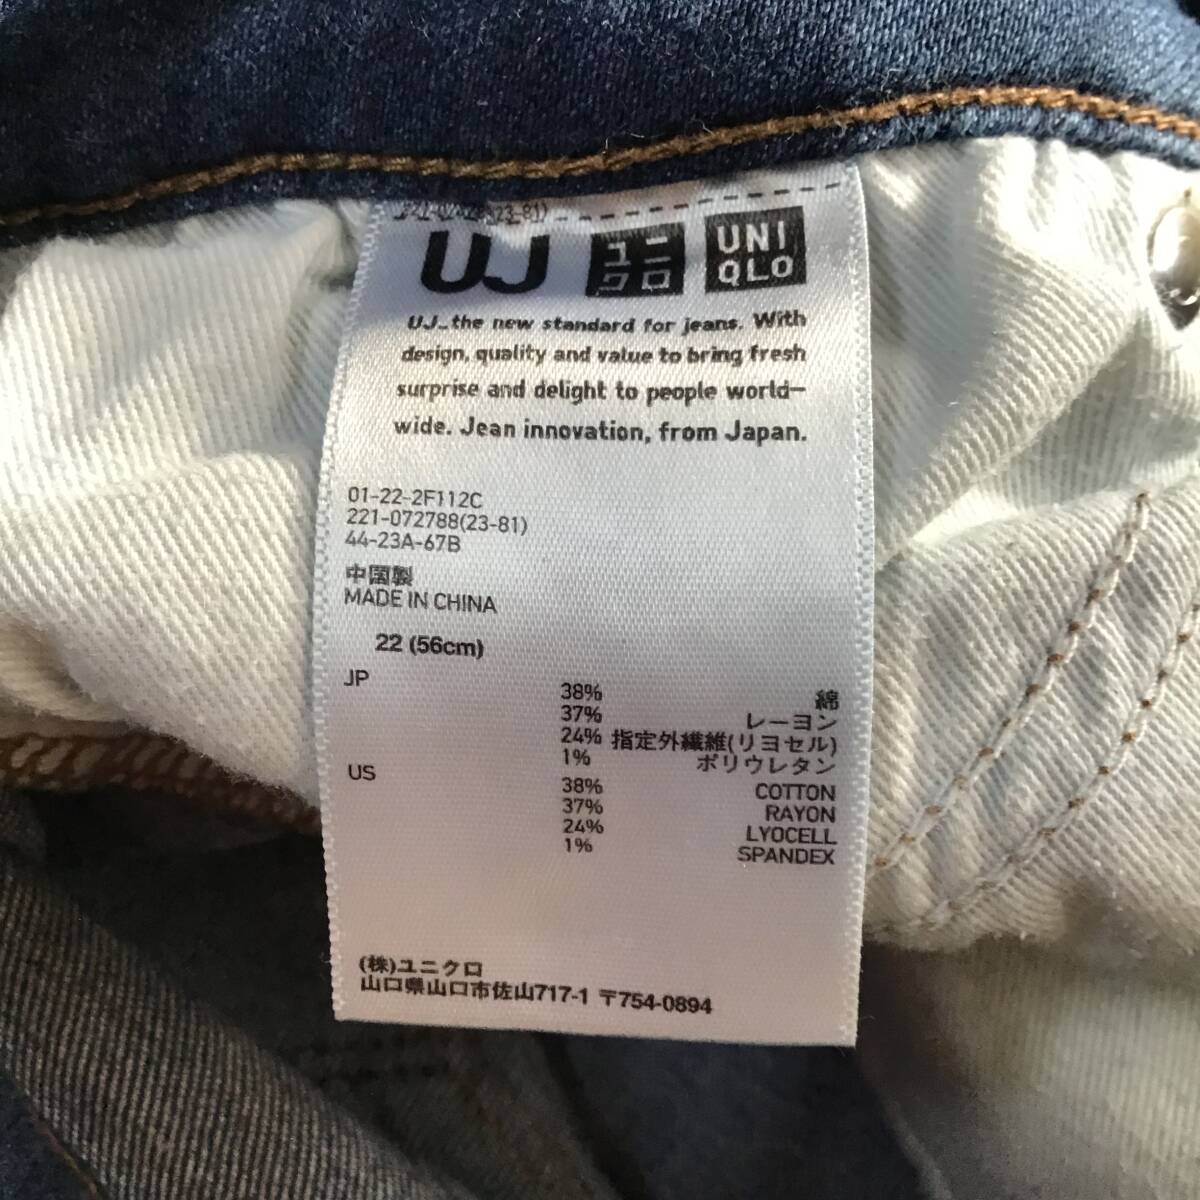 221-072788(23-81)
UJ ユニクロ UNIQLO
UJ_the new standard for jeans. With
design, quality and value to bring fresh
surprise and delight to people world-
wide. Jean innovation, from Japan.
01-22-2F112C
221-072788(23-81)
44-23A-67B
中国製
MADE IN CHINA
22 (56cm)
JP
38% 綿
37% レーヨン
24% 指定外繊維(リヨセル)
1% ポリウレタン
US
38% COTTON
37% RAYON
24% LYOCELL
1% SPANDEX
(株)ユニクロ
山口県山口市佐山717-1 〒754-0894